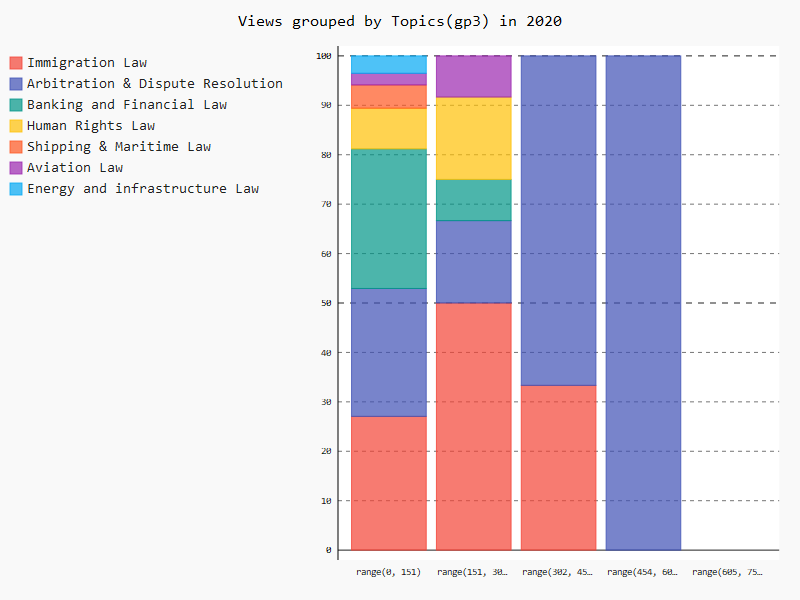 Views grouped by Topics(gp3) in 2020
Immigration Law
Arbitration & Dispute Resolution
Banking and Financial Law
Human Rights Law
Shipping & Maritime Law
Aviation Law
Energy and infrastructure Law
100
90
80
70
60
50
40
30
20
10
0
range(0, 151)
range(151, 30…
range(302, 45…
range(454, 60…
range(605, 75…